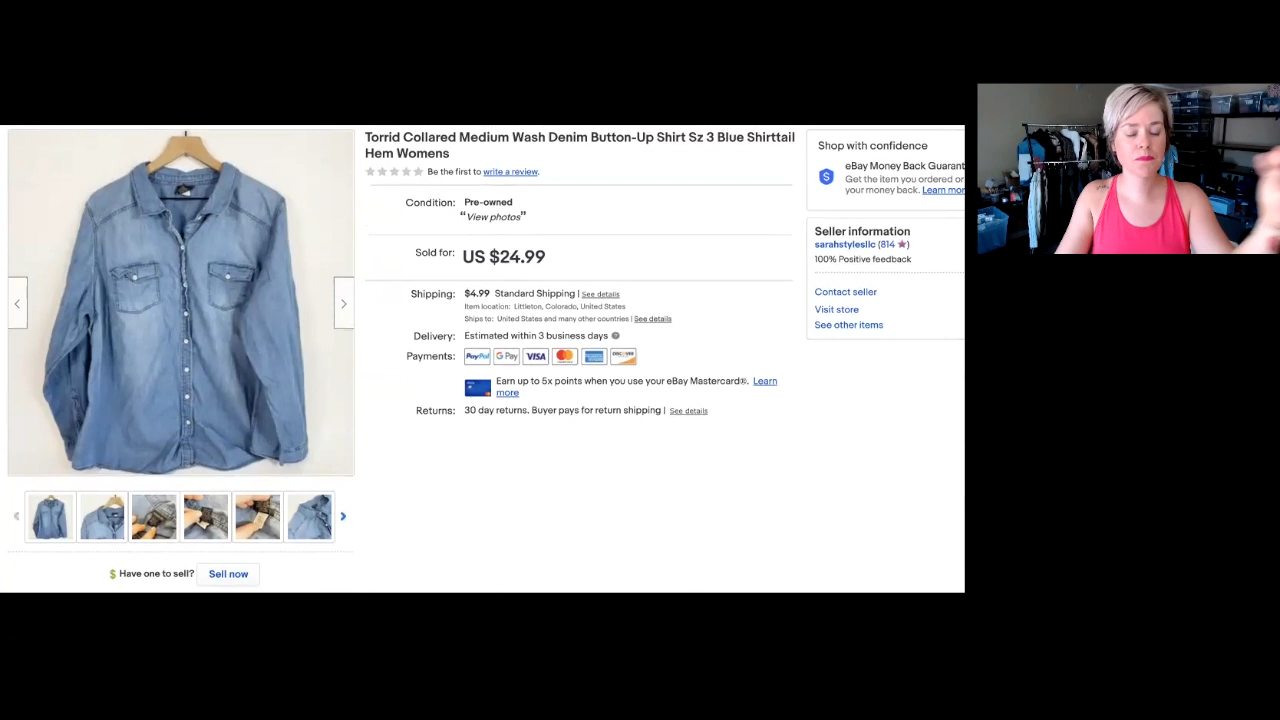 Torrid Collared Medium Wash Denim Button-Up Shirt Sz 3 Blue Shirttail
Hem Womens
Be the first to write a review.
Condition: Pre-owned
“View photos”
Sold for: US $24.99
Shipping: $4.99 Standard Shipping | See details
Item location: Littleton, Colorado, United States
Ships to: United States and many other countries | See details
Delivery: Estimated within 3 business days
Payments: PayPal G Pay VISA
Earn up to 5x points when you use your eBay Mastercard®. Learn
more
Returns: 30 day returns. Buyer pays for return shipping | See details
Shop with confidence
eBay Money Back Guarant
Get the item you ordered or
your money back. Learn mor
Seller information
sarahstylesllc (814 ★)
100% Positive feedback
Contact seller
Visit store
See other items
$ Have one to sell? Sell now